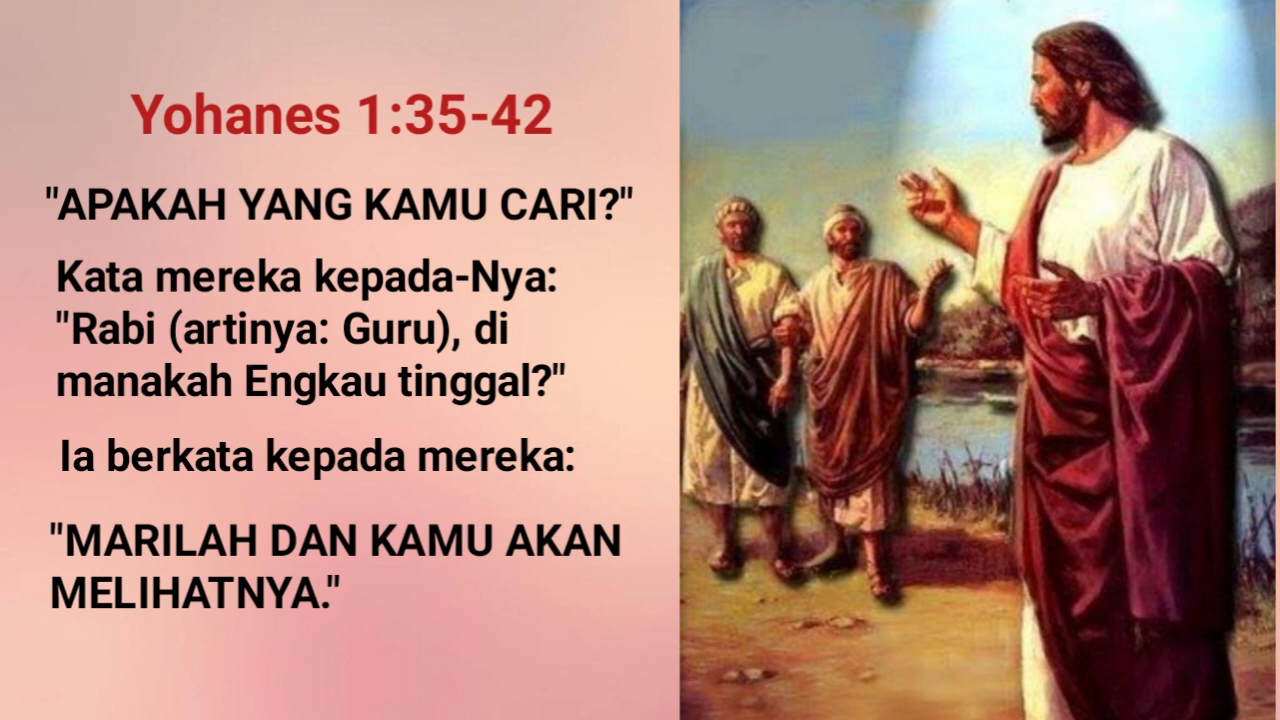 Yohanes 1:35-42
"APAKAH YANG KAMU CARI?"
Kata mereka kepada-Nya:
"Rabi (artinya: Guru), di
manakah Engkau tinggal?"
Ia berkata kepada mereka:
"MARILAH DAN KAMU AKAN
MELIHATNYA."